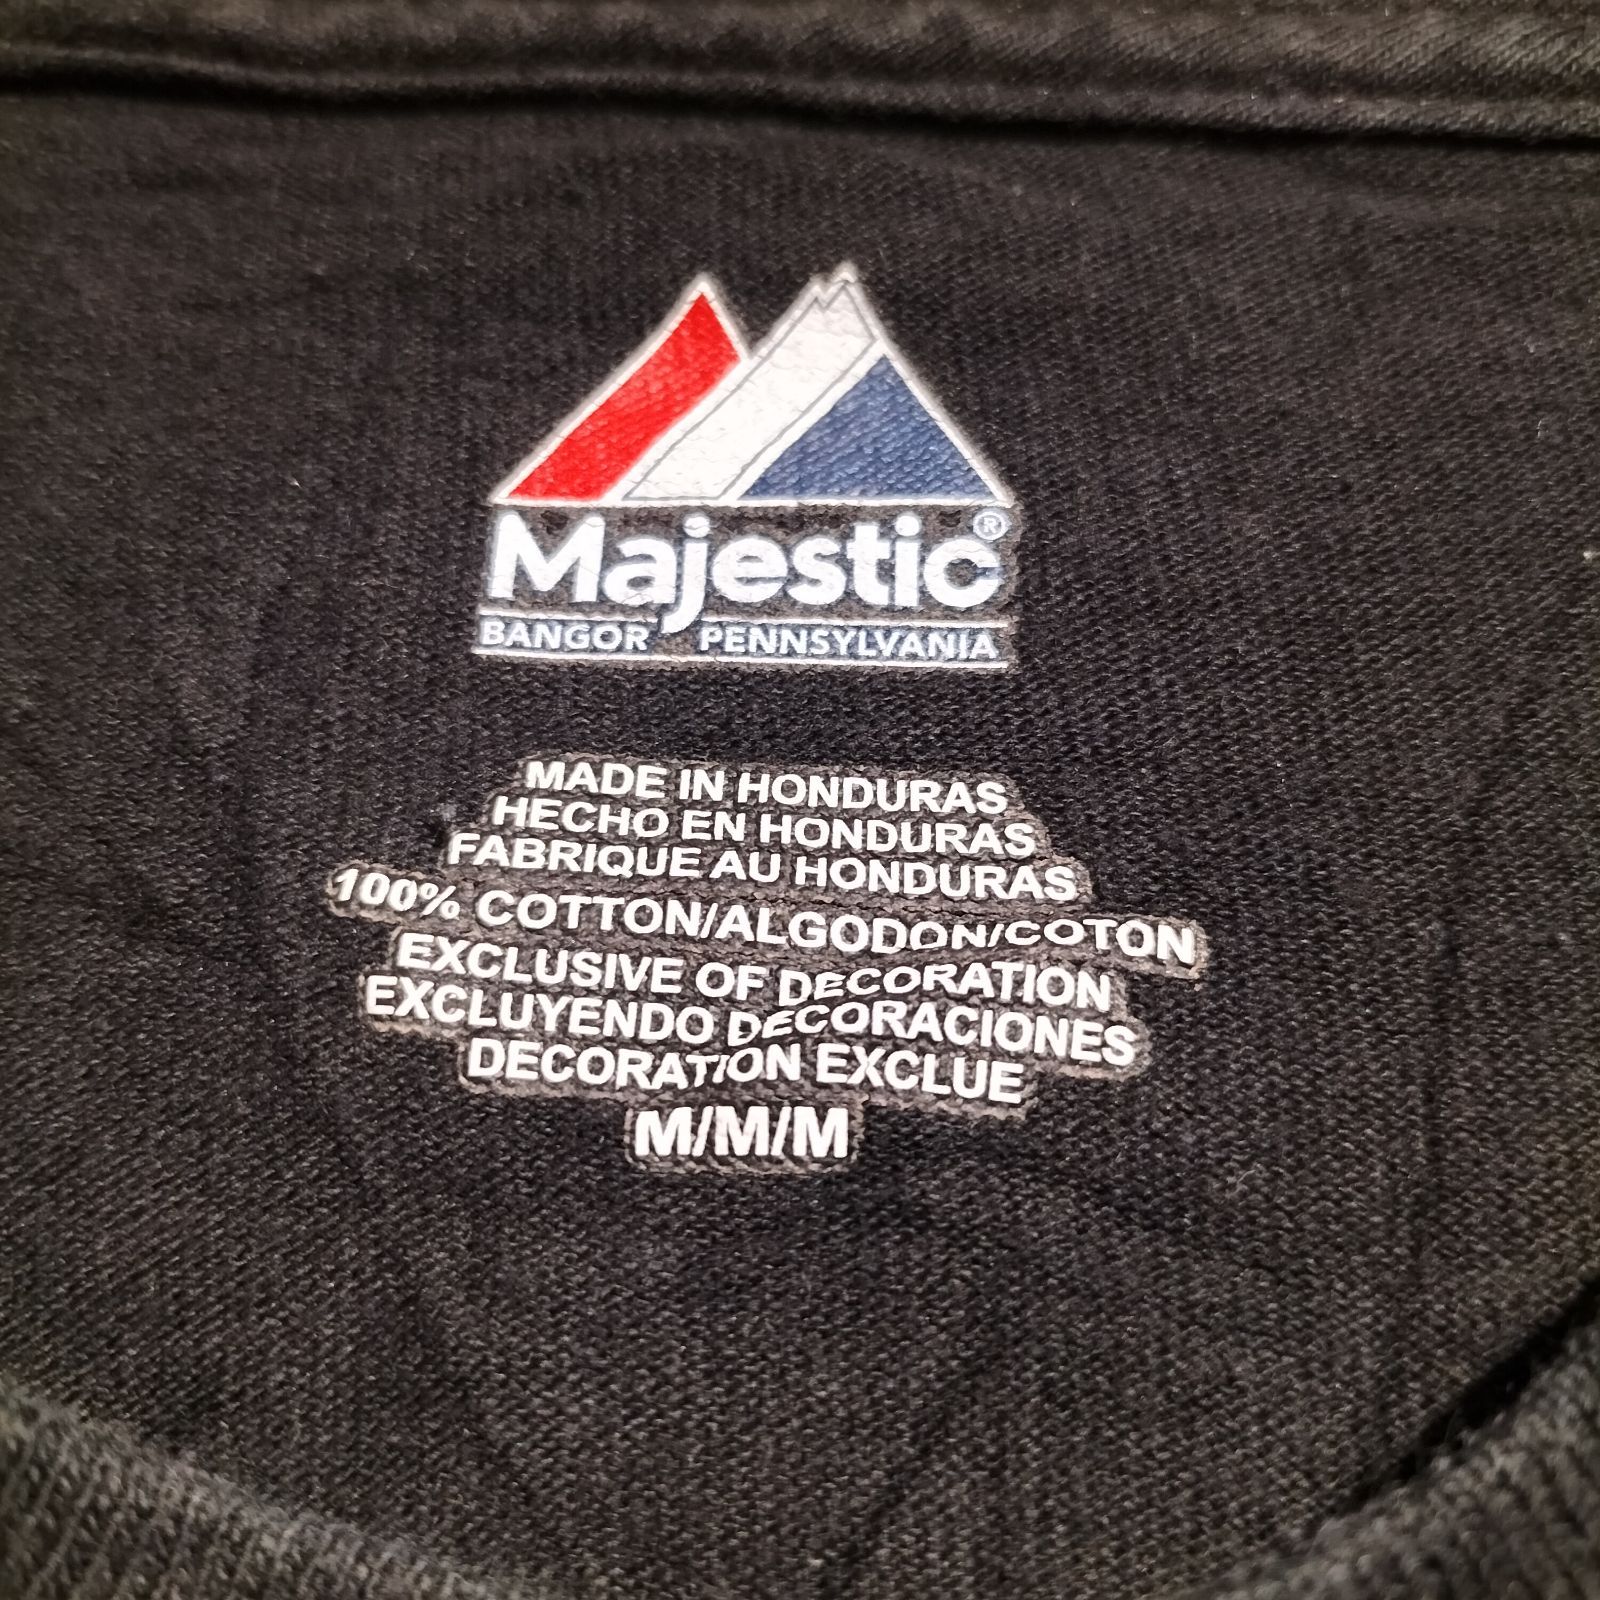 Majestic®
BANGOR PENNSYLVANIA
MADE IN HONDURAS
HECHO EN HONDURAS
FABRIQUE AU HONDURAS
100% COTTON/ALGODON/COTON
EXCLUSIVE OF DECORATION
EXCLUYENDO DECORACIONES
DECORATION EXCLUE
M/M/M